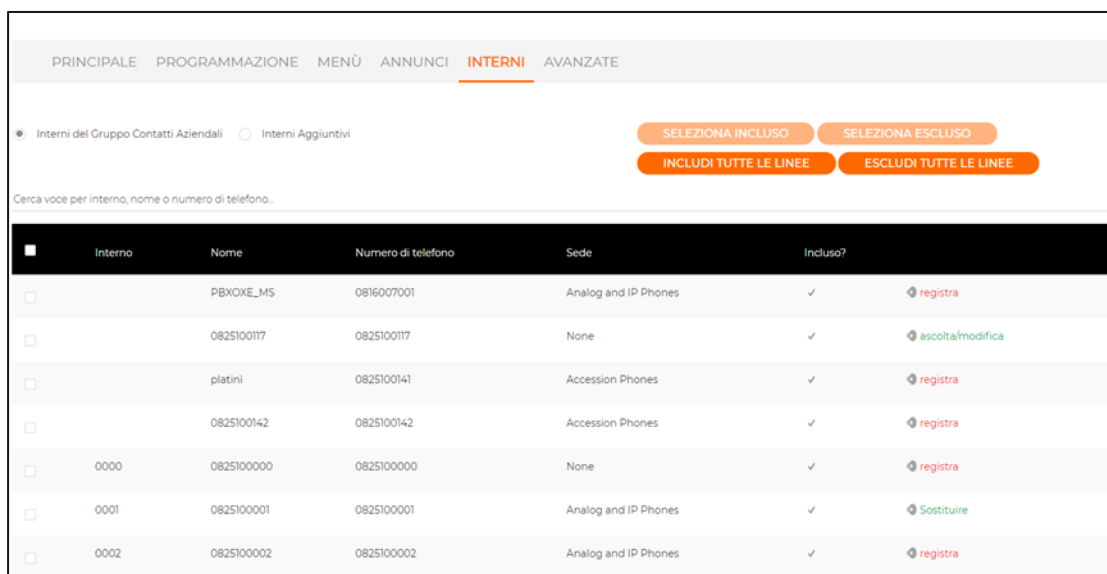 PRINCIPALE PROGRAMMAZIONE MENÙ ANNUNCI INTERNI AVANZATE
Interni del Gruppo Contatti Aziendali Interni Aggiuntivi
SELEZIONA INCLUSO SELEZIONA ESCLUSO
INCLUDI TUTTE LE LINEE ESCLUDI TUTTE LE LINEE
Cerca voce per interno, nome o numero di telefono...
Interno Nome Numero di telefono Sede Incluso?
PBXOXE_MS 0816007001 Analog and IP Phones ✓ registra
0825100117 0825100117 None ✓ ascolta/modifica
platinì 0825100141 Accession Phones ✓ registra
0825100142 0825100142 Accession Phones ✓ registra
0000 0825100000 0825100000 None ✓ registra
0001 0825100001 0825100001 Analog and IP Phones ✓ Sostituire
0002 0825100002 0825100002 Analog and IP Phones ✓ registra